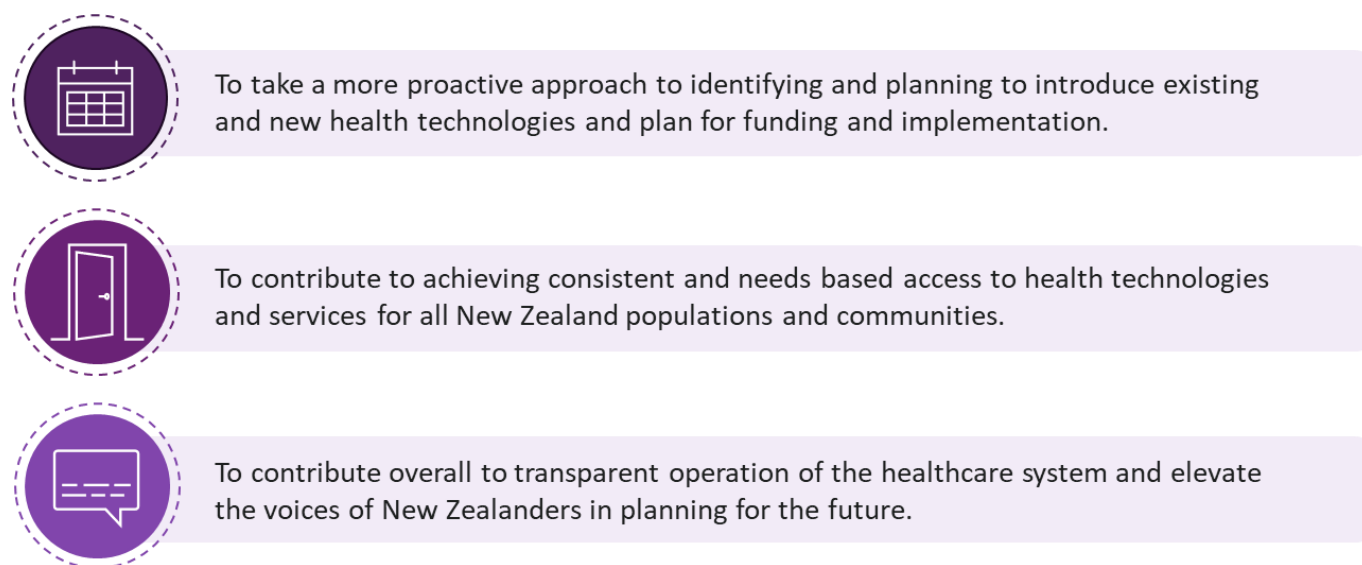 To take a more proactive approach to identifying and planning to introduce existing
and new health technologies and plan for funding and implementation.
To contribute to achieving consistent and needs based access to health technologies
and services for all New Zealand populations and communities.
To contribute overall to transparent operation of the healthcare system and elevate
the voices of New Zealanders in planning for the future.